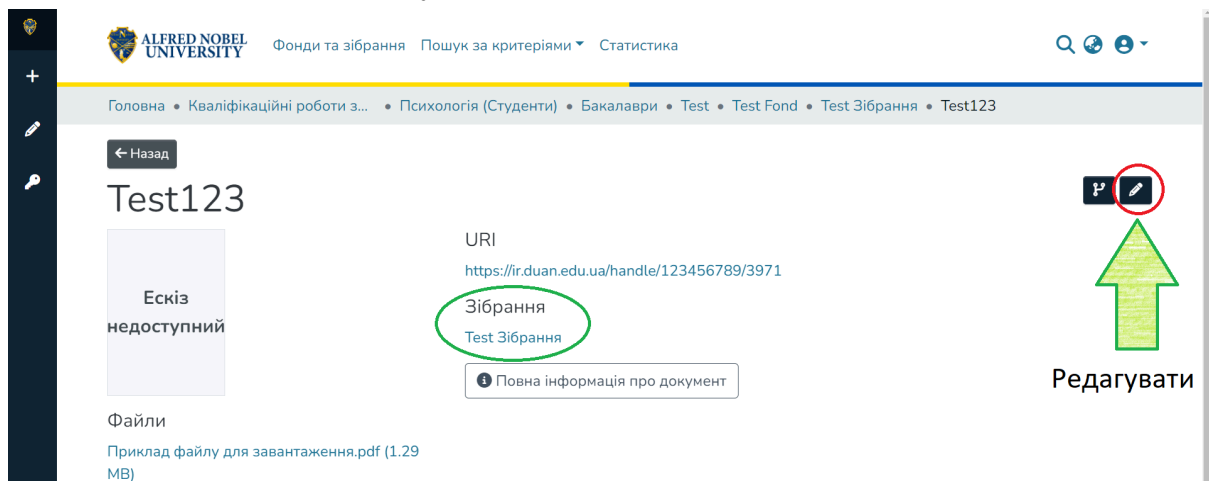 ALFRED NOBEL
UNIVERSITY
Фонди та зібрання Пошук за критеріями Статистика
Головна • Кваліфікаційні роботи з... • Психологія (Студенти) • Бакалаври • Test • Test Fond • Test Зібрання • Test123
Назад
Test123
Ескіз
недоступний
URI
https://ir.duan.edu.ua/handle/123456789/3971
Зібрання
Test Зібрання
Повна інформація про документ
Редагувати
Файли
Приклад файлу для завантаження.pdf (1.29
MB)